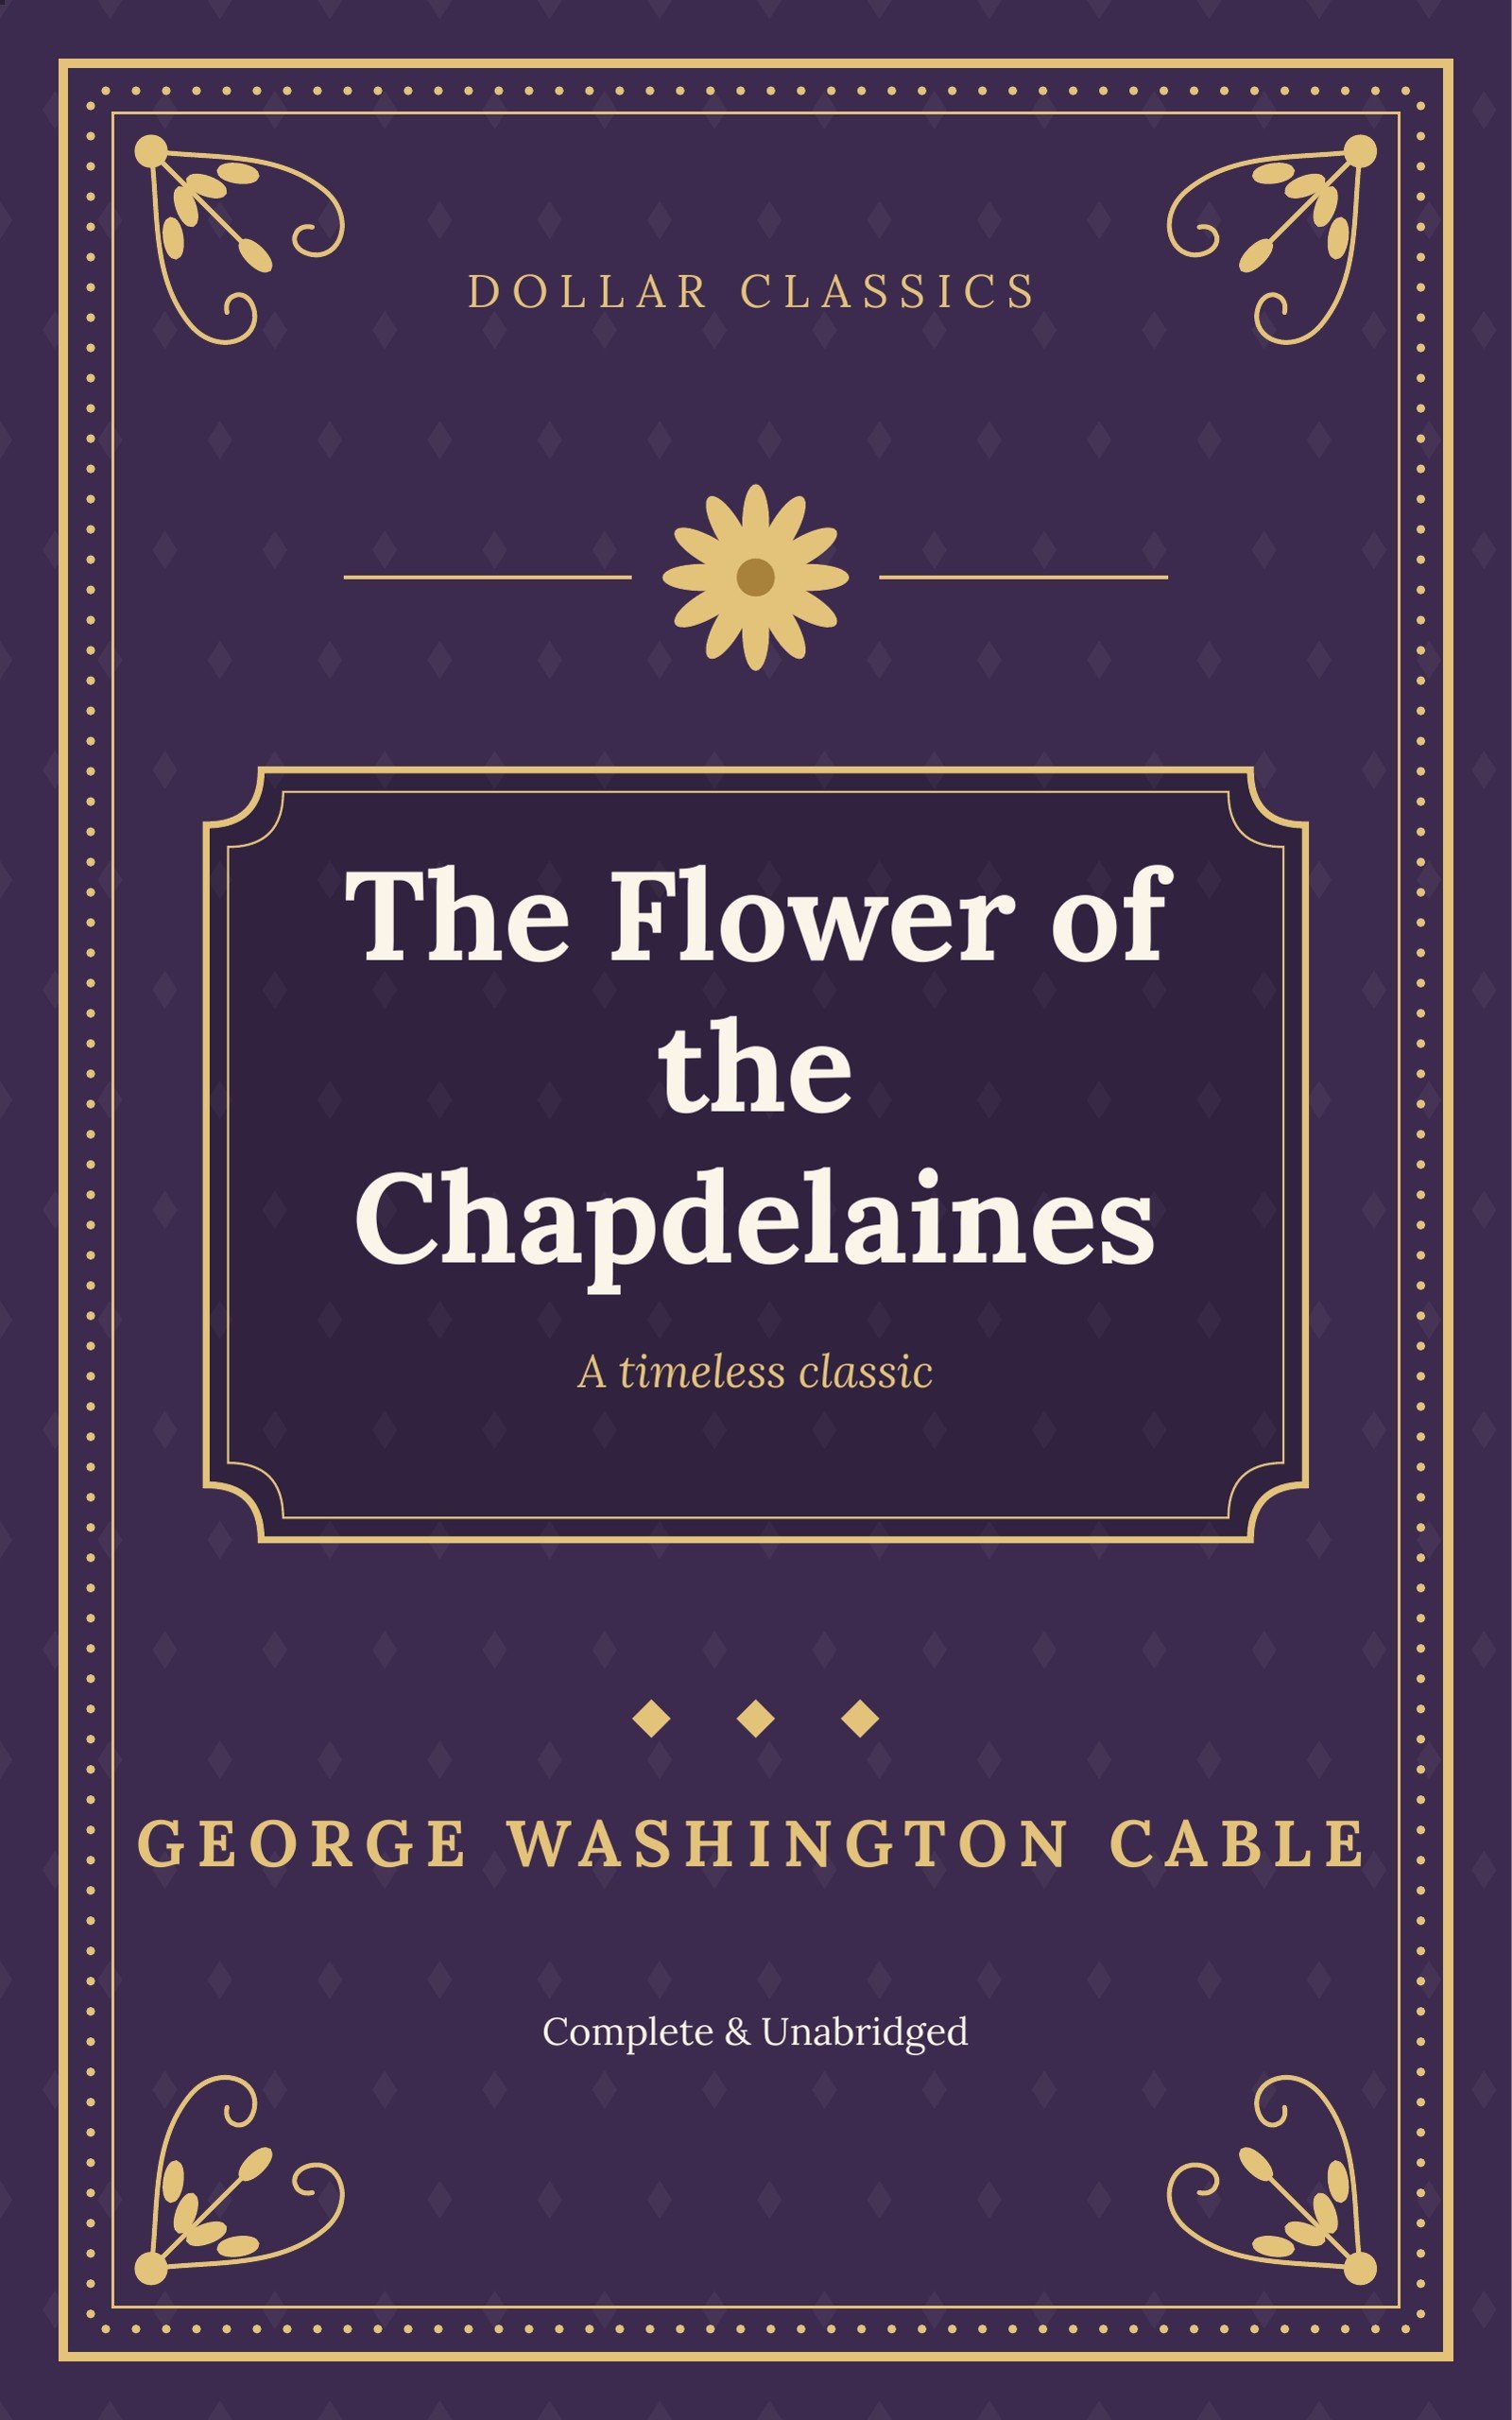 DOLLAR CLASSICS
The Flower of
the
Chapdelaines
A timeless classic
GEORGE WASHINGTON CABLE
Complete & Unabridged